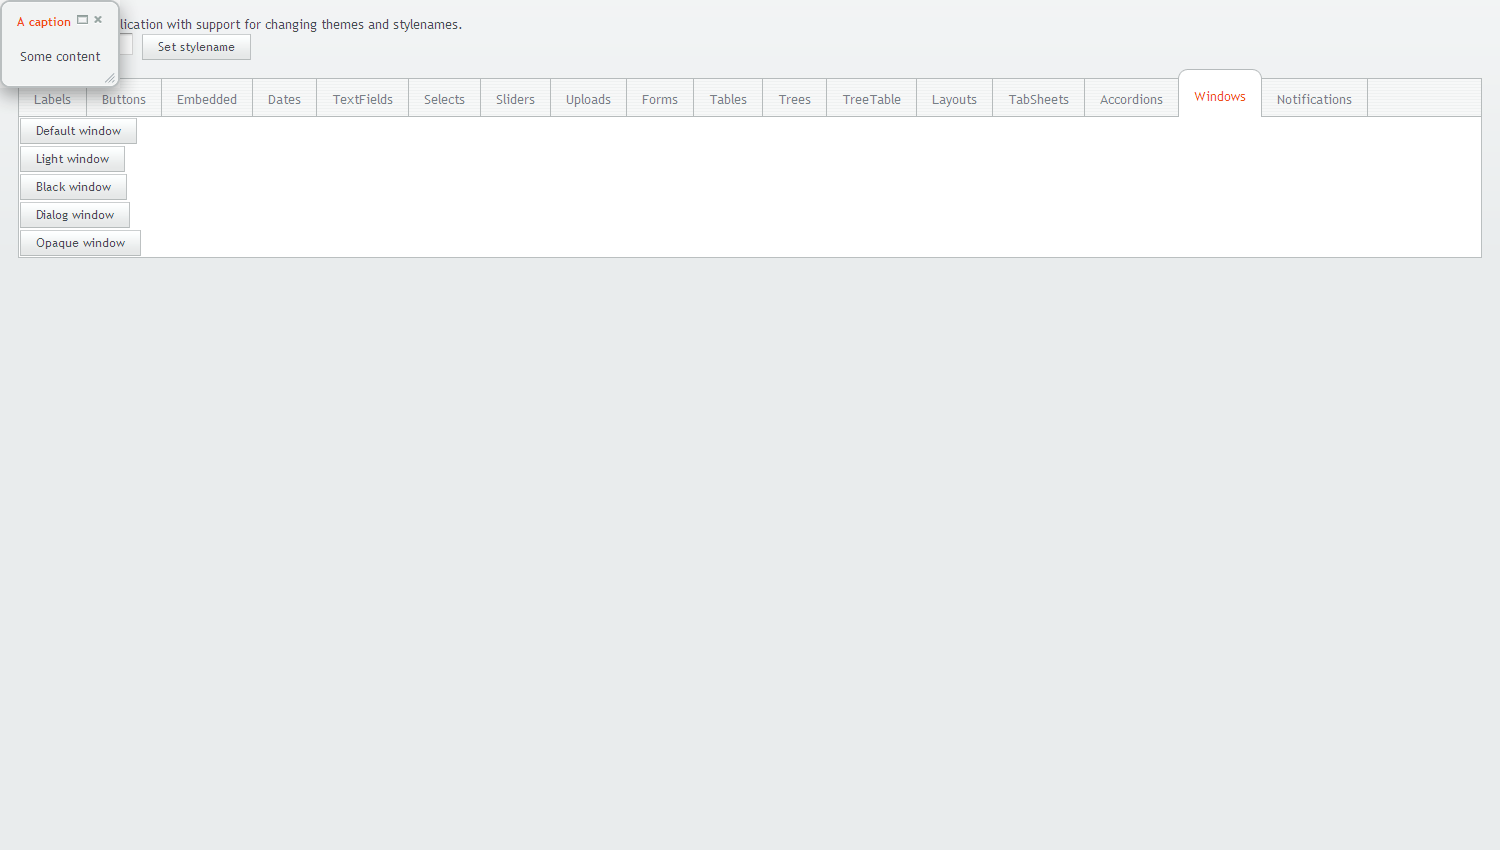 A caption
Some content
lication with support for changing themes and stylenames.
Set stylename
Labels Buttons Embedded Dates TextFields Selects Sliders Uploads Forms Tables Trees TreeTable Layouts TabSheets Accordions Windows Notifications
Default window
Light window
Black window
Dialog window
Opaque window